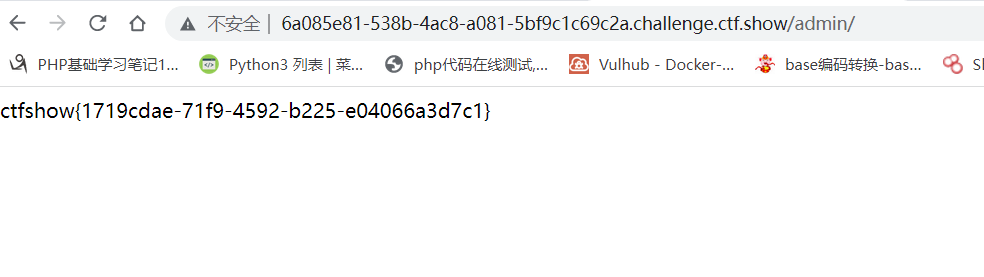 不安全 | 6a085e81-538b-4ac8-a081-5bf9c1c69c2a.challenge.ctf.show/admin/
PHP基础学习笔记1... Python3 列表 | 菜... php代码在线测试,... Vulhub - Docker-... base编码转换-bas...
ctfshow{1719cdae-71f9-4592-b225-e04066a3d7c1}